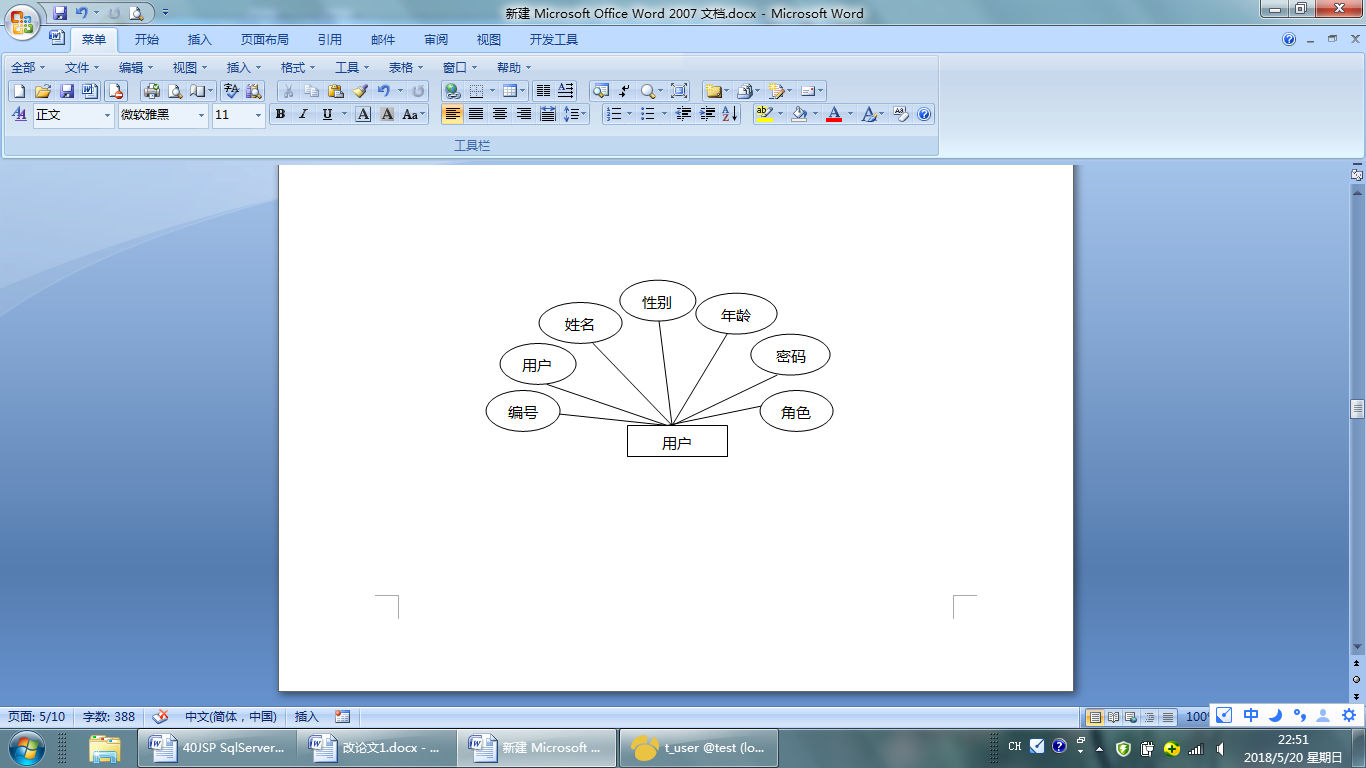 新建 Microsoft Office Word 2007 文档.docx - Microsoft Word
菜单 开始 插入 页面布局 引用 邮件 审阅 视图 开发工具
全部 文件 编辑 视图 插入 格式 工具 表格 窗口 帮助
正文 微软雅黑 11 B I U A A Aa
工具栏
性别
年龄
姓名
密码
用户
编号
角色
用户
页面: 5/10 字数: 388 中文(简体，中国) 插入 100%
中
40JSP SqlServer... 改论文1.docx - ... 新建 Microsoft ... t_user @test (lo...
CH
22:51
2018/5/20 星期日